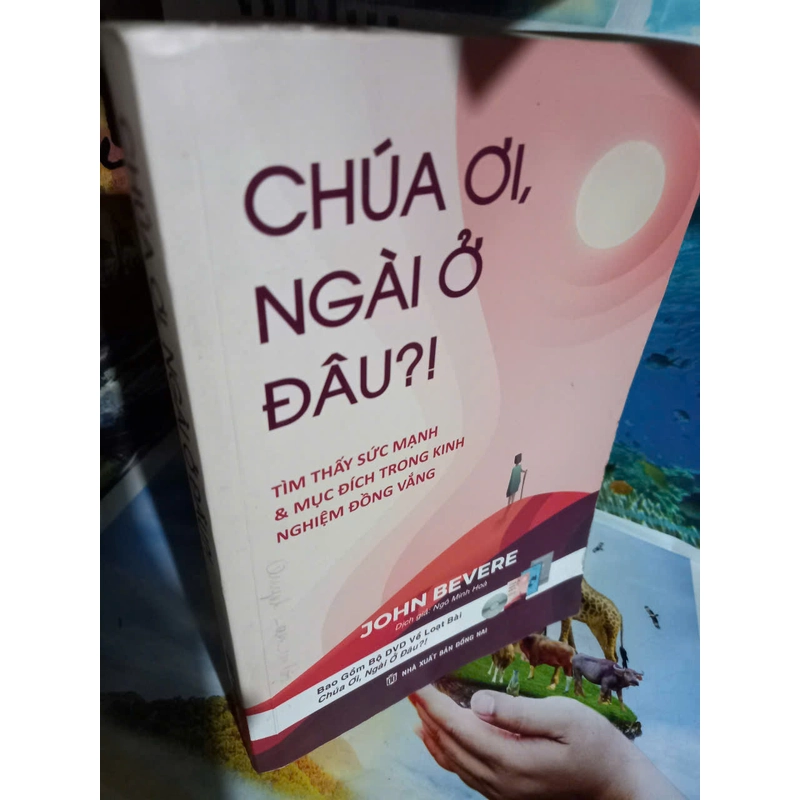 CHÚA ƠI,
NGÀI Ở
ĐÂU?!
TÌM THẤY SỨC MẠNH
& MỤC ĐÍCH TRONG KINH
NGHIỆM ĐỒNG VẮNG
JOHN BEVERE
Dịch giả: Ngô Minh Hoà
Bao Gồm Bộ DVD Về Loạt Bài
Chúa Ơi, Ngài Ở Đâu?!
NHÀ XUẤT BẢN ĐỒNG NAI